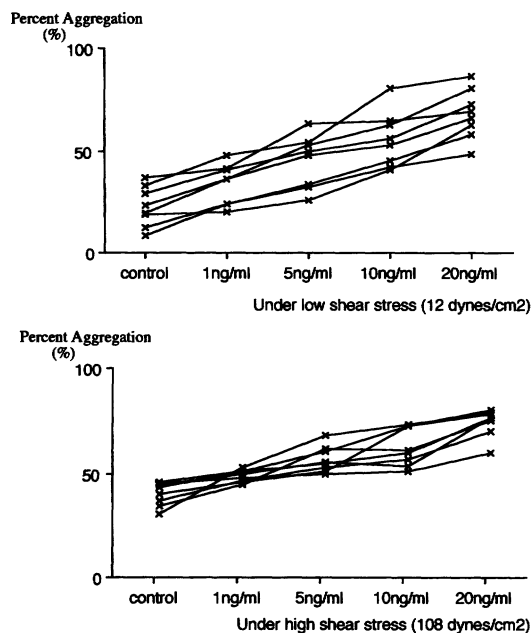 Percent Aggregation
(%)
100
50
0
control 1ng/ml 5ng/ml 10ng/ml 20ng/ml
Under low shear stress (12 dynes/cm2)
Percent Aggregation
(%)
100
50
0
control 1ng/ml 5ng/ml 10ng/ml 20ng/ml
Under high shear stress (108 dynes/cm2)